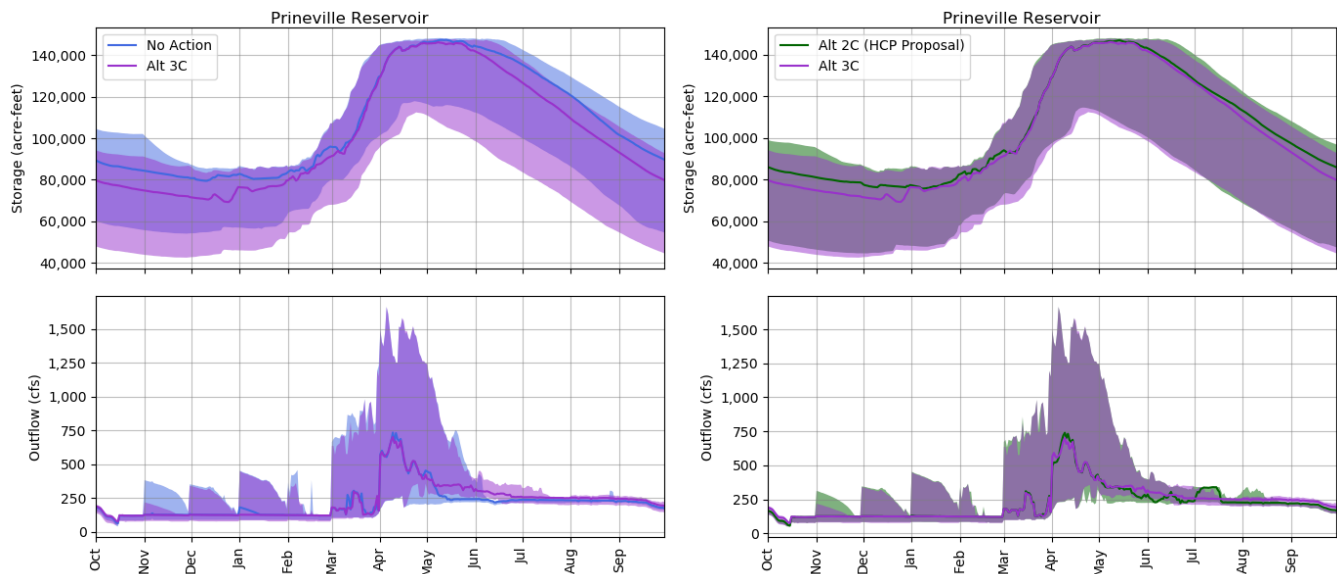 Prineville Reservoir
No Action
Alt 3C
Storage (acre-feet)
140,000
120,000
100,000
80,000
60,000
40,000
Outflow (cfs)
1,500
1,250
1,000
750
500
250
0
Oct
Nov
Dec
Jan
Feb
Mar
Apr
May
Jun
Jul
Aug
Sep
Prineville Reservoir
Alt 2C (HCP Proposal)
Alt 3C
Storage (acre-feet)
140,000
120,000
100,000
80,000
60,000
40,000
Outflow (cfs)
1,500
1,250
1,000
750
500
250
0
Oct
Nov
Dec
Jan
Feb
Mar
Apr
May
Jun
Jul
Aug
Sep